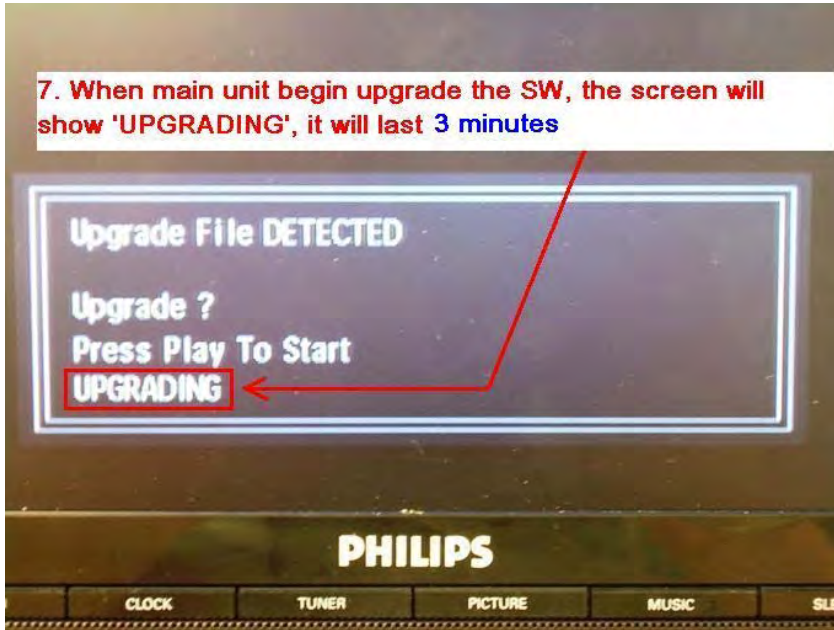 7. When main unit begin upgrade the SW, the screen will
show 'UPGRADING', it will last 3 minutes
Upgrade File DETECTED
Upgrade ?
Press Play To Start
UPGRADING
PHILIPS
CLOCK TUNER PICTURE MUSIC